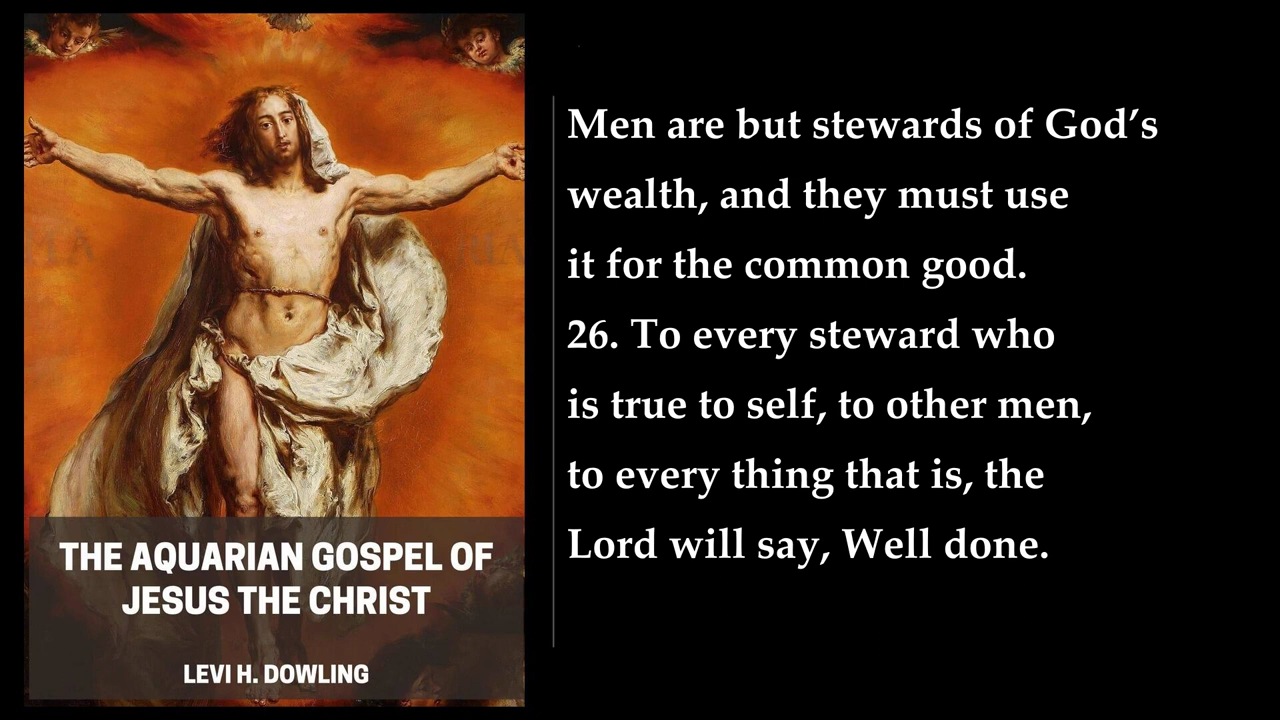 THE AQUARIAN GOSPEL OF
JESUS THE CHRIST
LEVI H. DOWLING
Men are but stewards of God’s
wealth, and they must use
it for the common good.
26. To every steward who
is true to self, to other men,
to every thing that is, the
Lord will say, Well done.